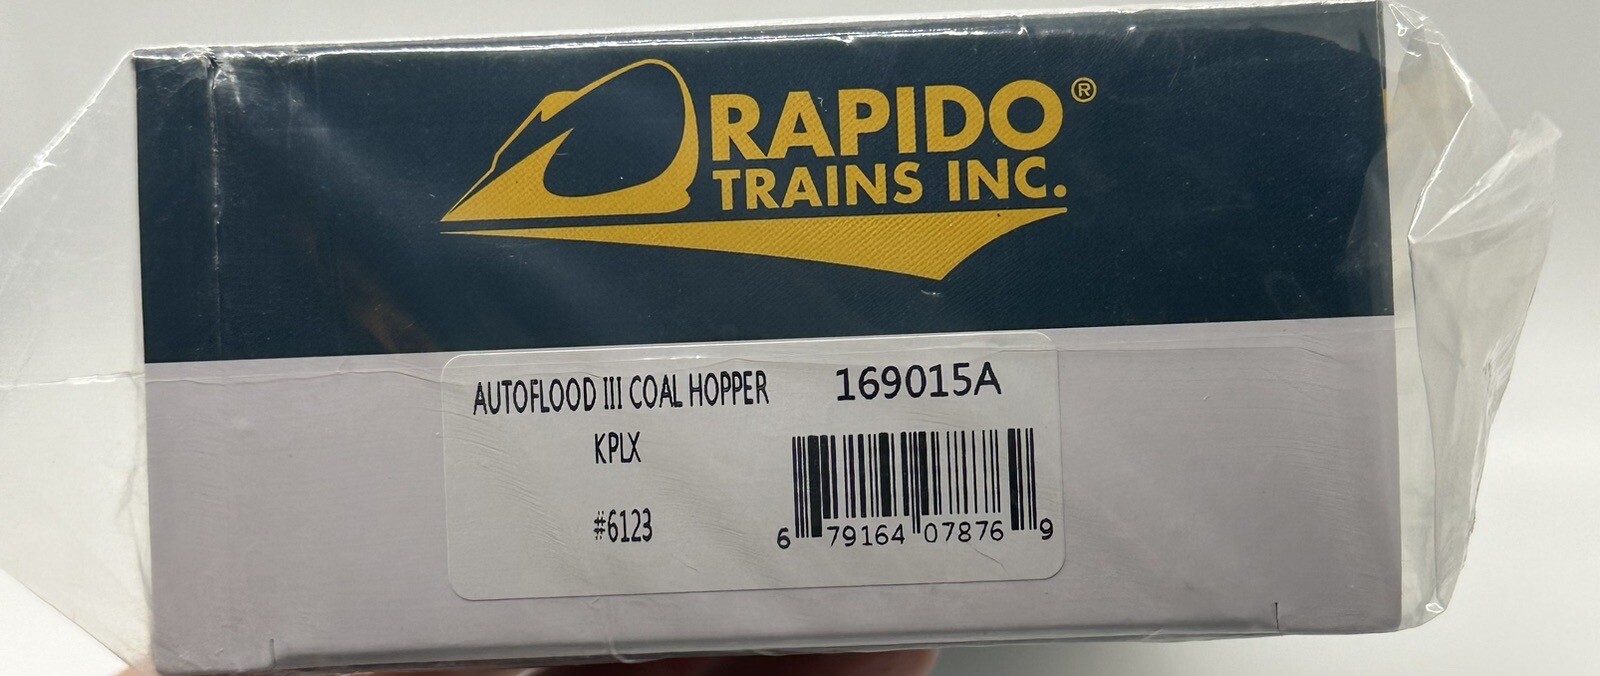 RAPIDO®
TRAINS INC.
AUTOFLOOD III COAL HOPPER
169015A
KPLX
#6123
6 79164 07876 9